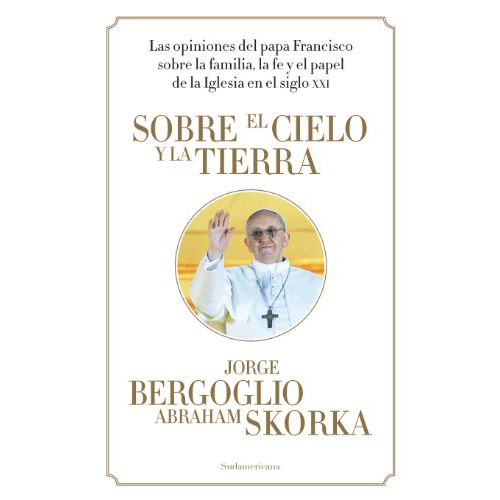 Las opiniones del papa Francisco
sobre la familia, la fe y el papel
de la Iglesia en el siglo XXI
SOBRE EL CIELO
Y LA TIERRA
JORGE
BERGOGLIO
ABRAHAM SKORKA
Sudamericana